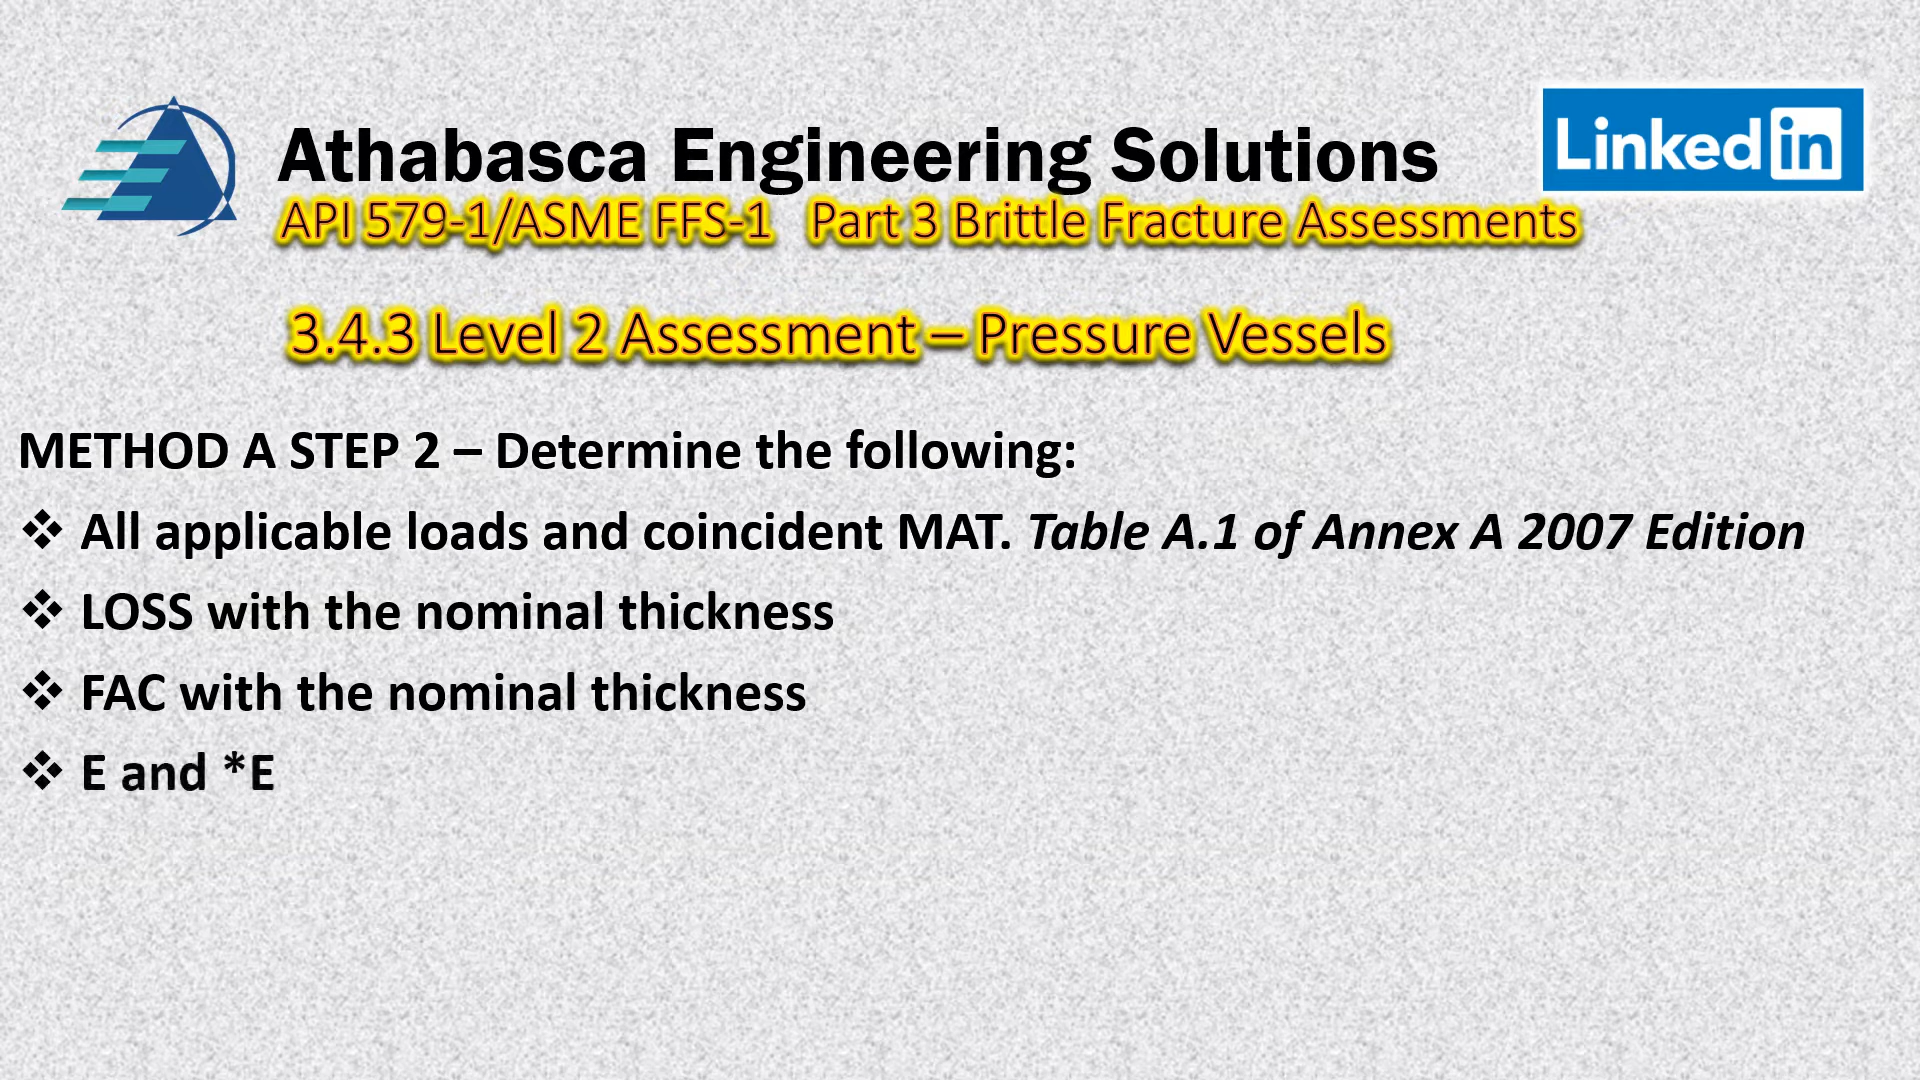 Athabasca Engineering Solutions
Linked in
API 579-1/ASME FFS-1 Part 3 Brittle Fracture Assessments
3.4.3 Level 2 Assessment – Pressure Vessels
METHOD A STEP 2 – Determine the following:
❖ All applicable loads and coincident MAT. Table A.1 of Annex A 2007 Edition
❖ LOSS with the nominal thickness
❖ FAC with the nominal thickness
❖ E and *E